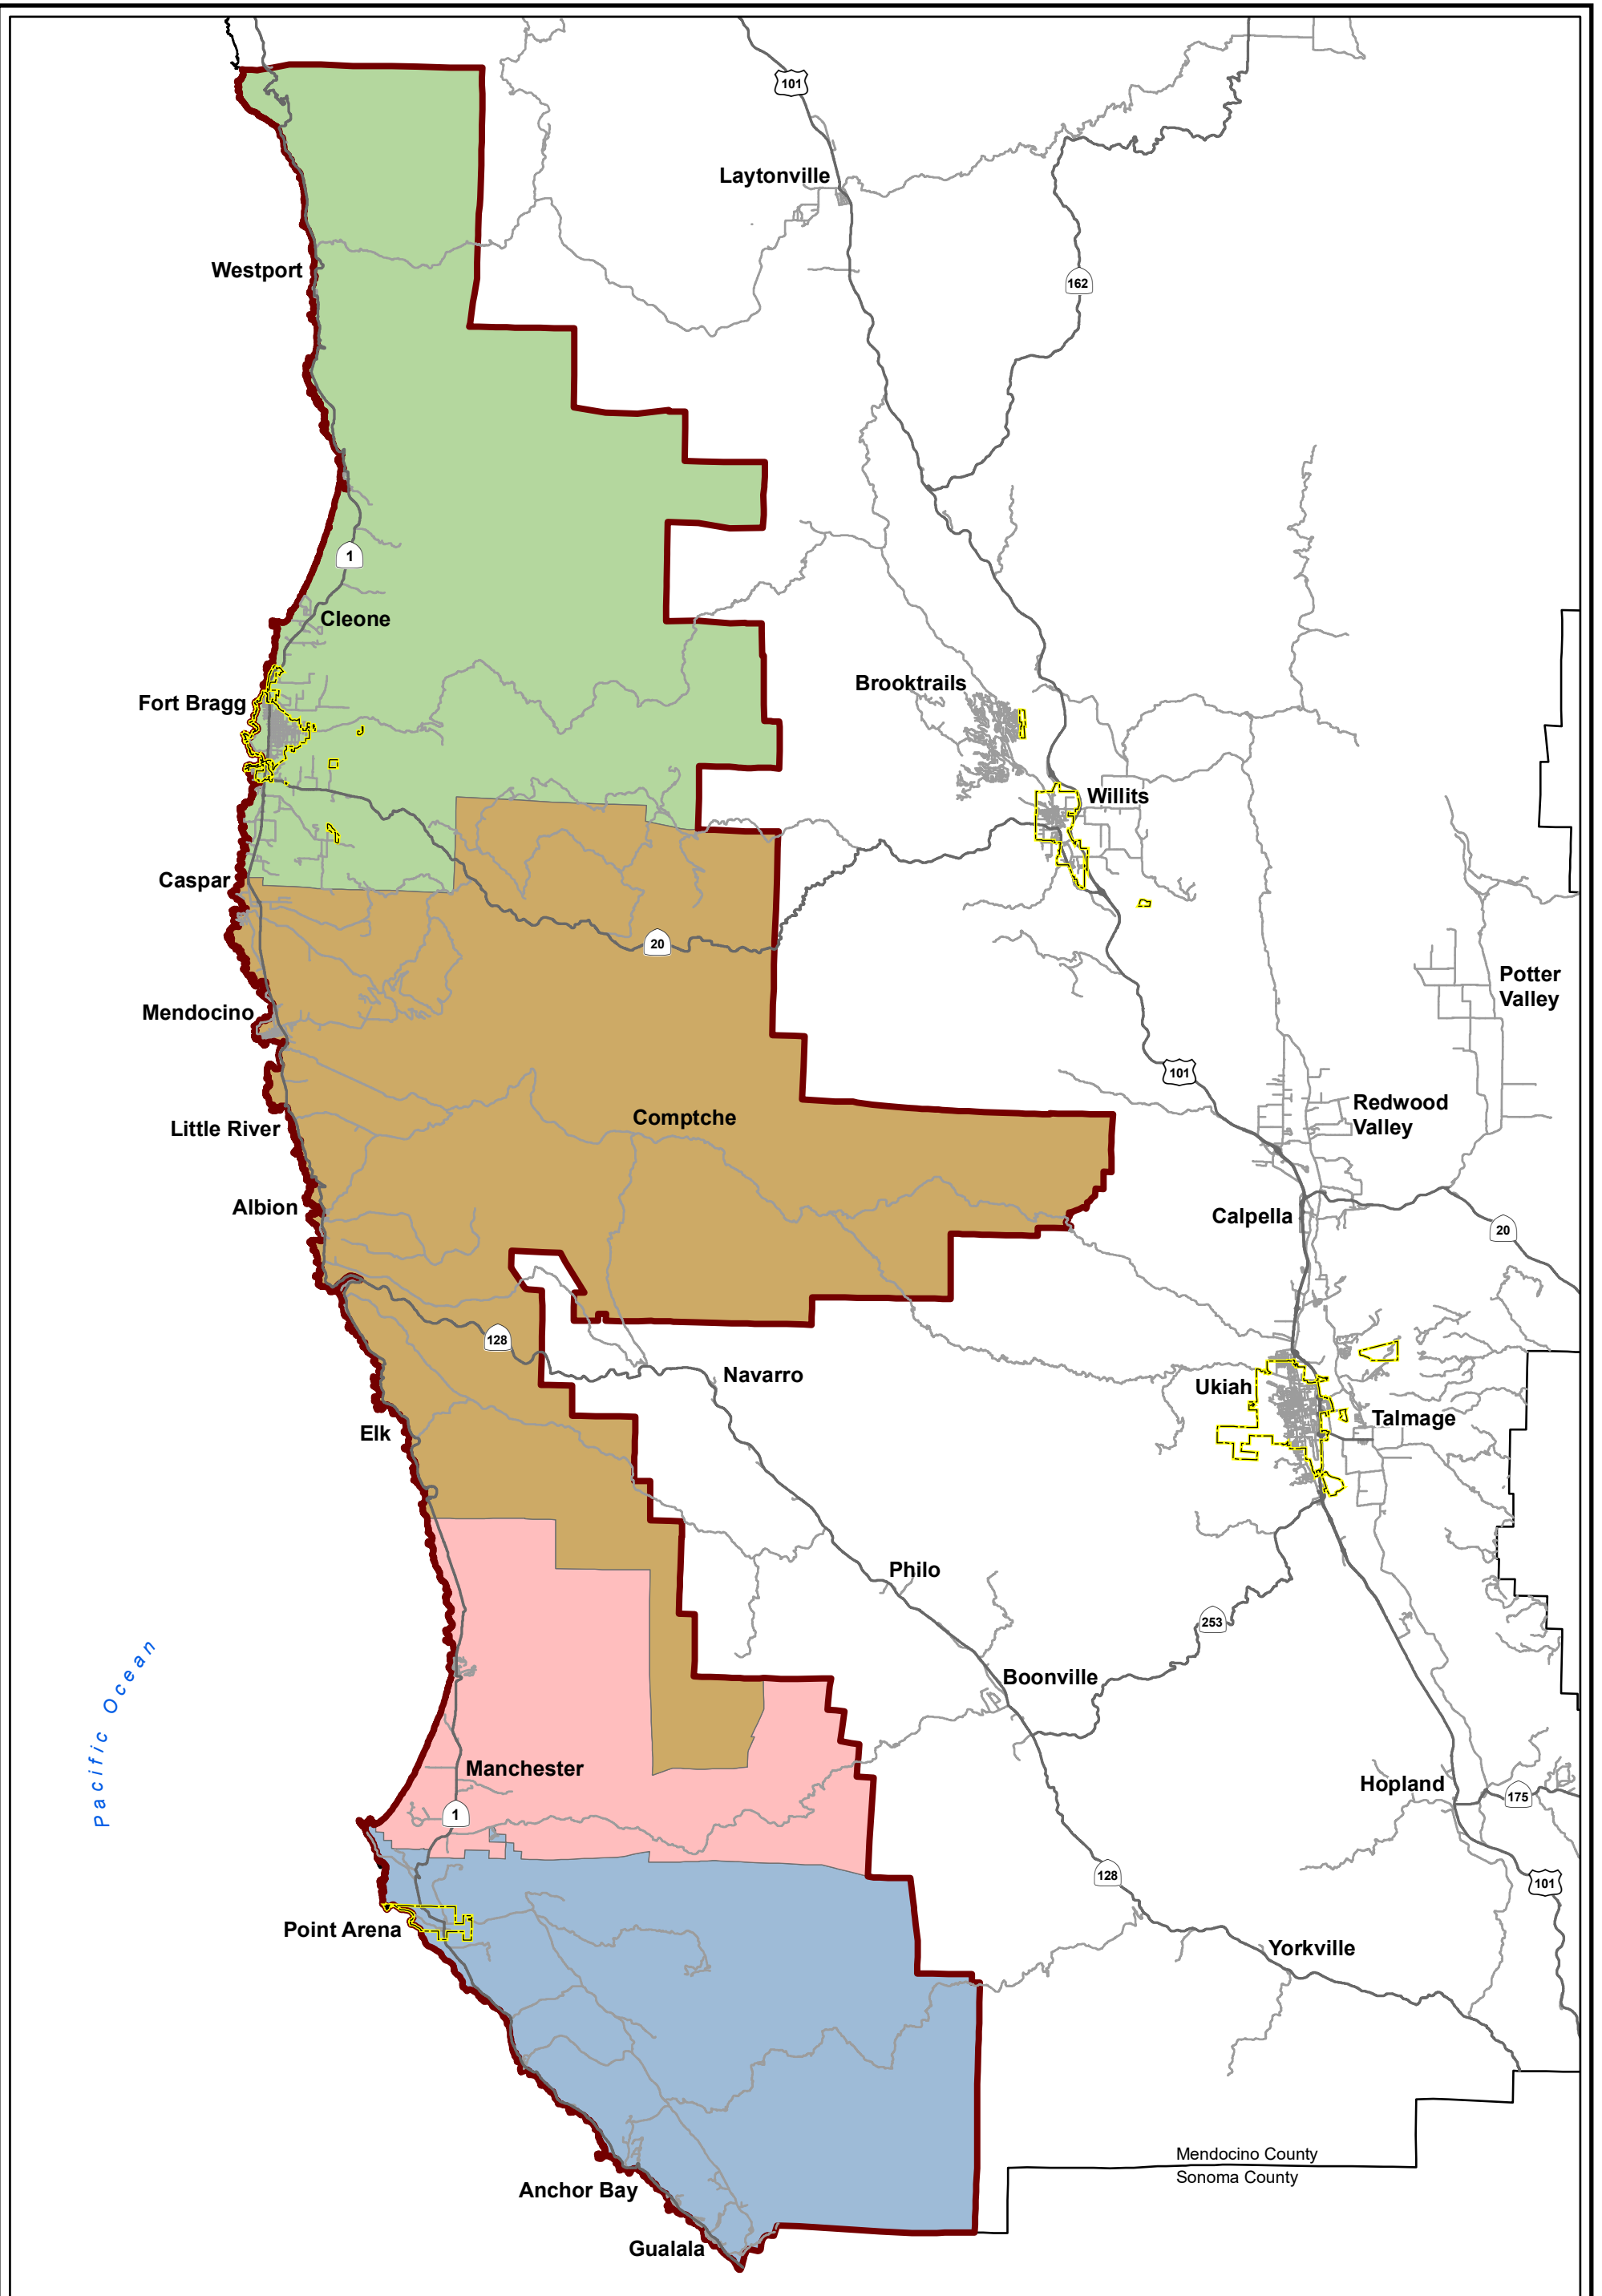 101
Laytonville
Westport
162
1
Cleone
Brooktrails
Fort Bragg
Willits
Caspar
20
Potter
Valley
Mendocino
101
Redwood
Valley
Comptche
Little River
Albion
Calpella
20
128
Navarro
Ukiah
Talmage
Elk
Philo
253
Boonville
Pacific Ocean
Manchester
Hopland
175
1
128
101
Point Arena
Yorkville
Mendocino County
Sonoma County
Anchor Bay
Gualala